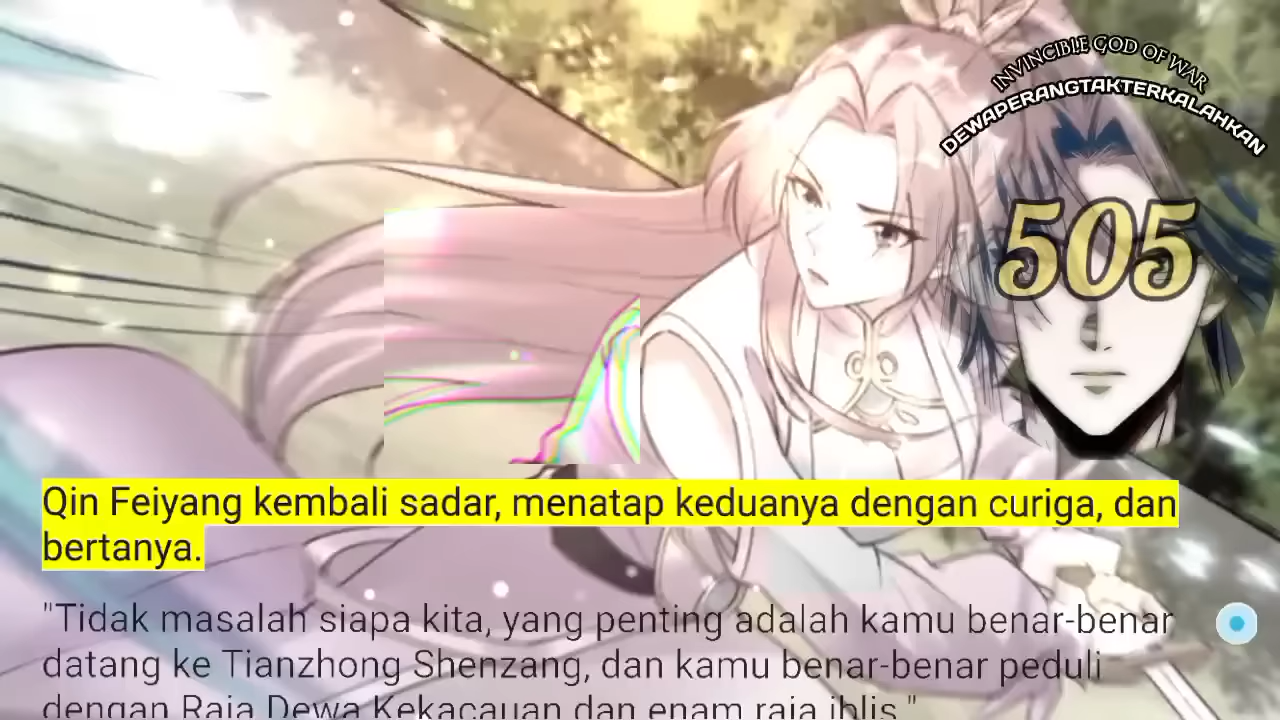 INVINCIBLE GOD OF WAR
DEWAPERANGTAKTERKALAHKAN
505
Qin Feiyang kembali sadar, menatap keduanya dengan curiga, dan
bertanya.
"Tidak masalah siapa kita, yang penting adalah kamu benar-benar
datang ke Tianzhong Shenzang, dan kamu benar-benar peduli
dengan Raja Dewa Kekacauan dan enam raja iblis."